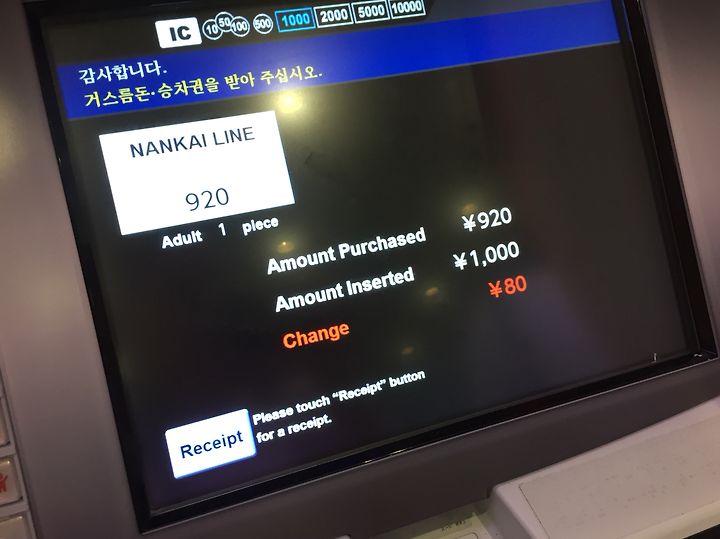 IC 10 50 100 500 1000 2000 5000 10000
감사합니다.
거스름돈·승차권을 받아 주십시오.
NANKAI LINE
920
Adult 1 piece
Amount Purchased ¥920
Amount Inserted ¥1,000
Change ¥80
Receipt
Please touch "Receipt" button
for a receipt.